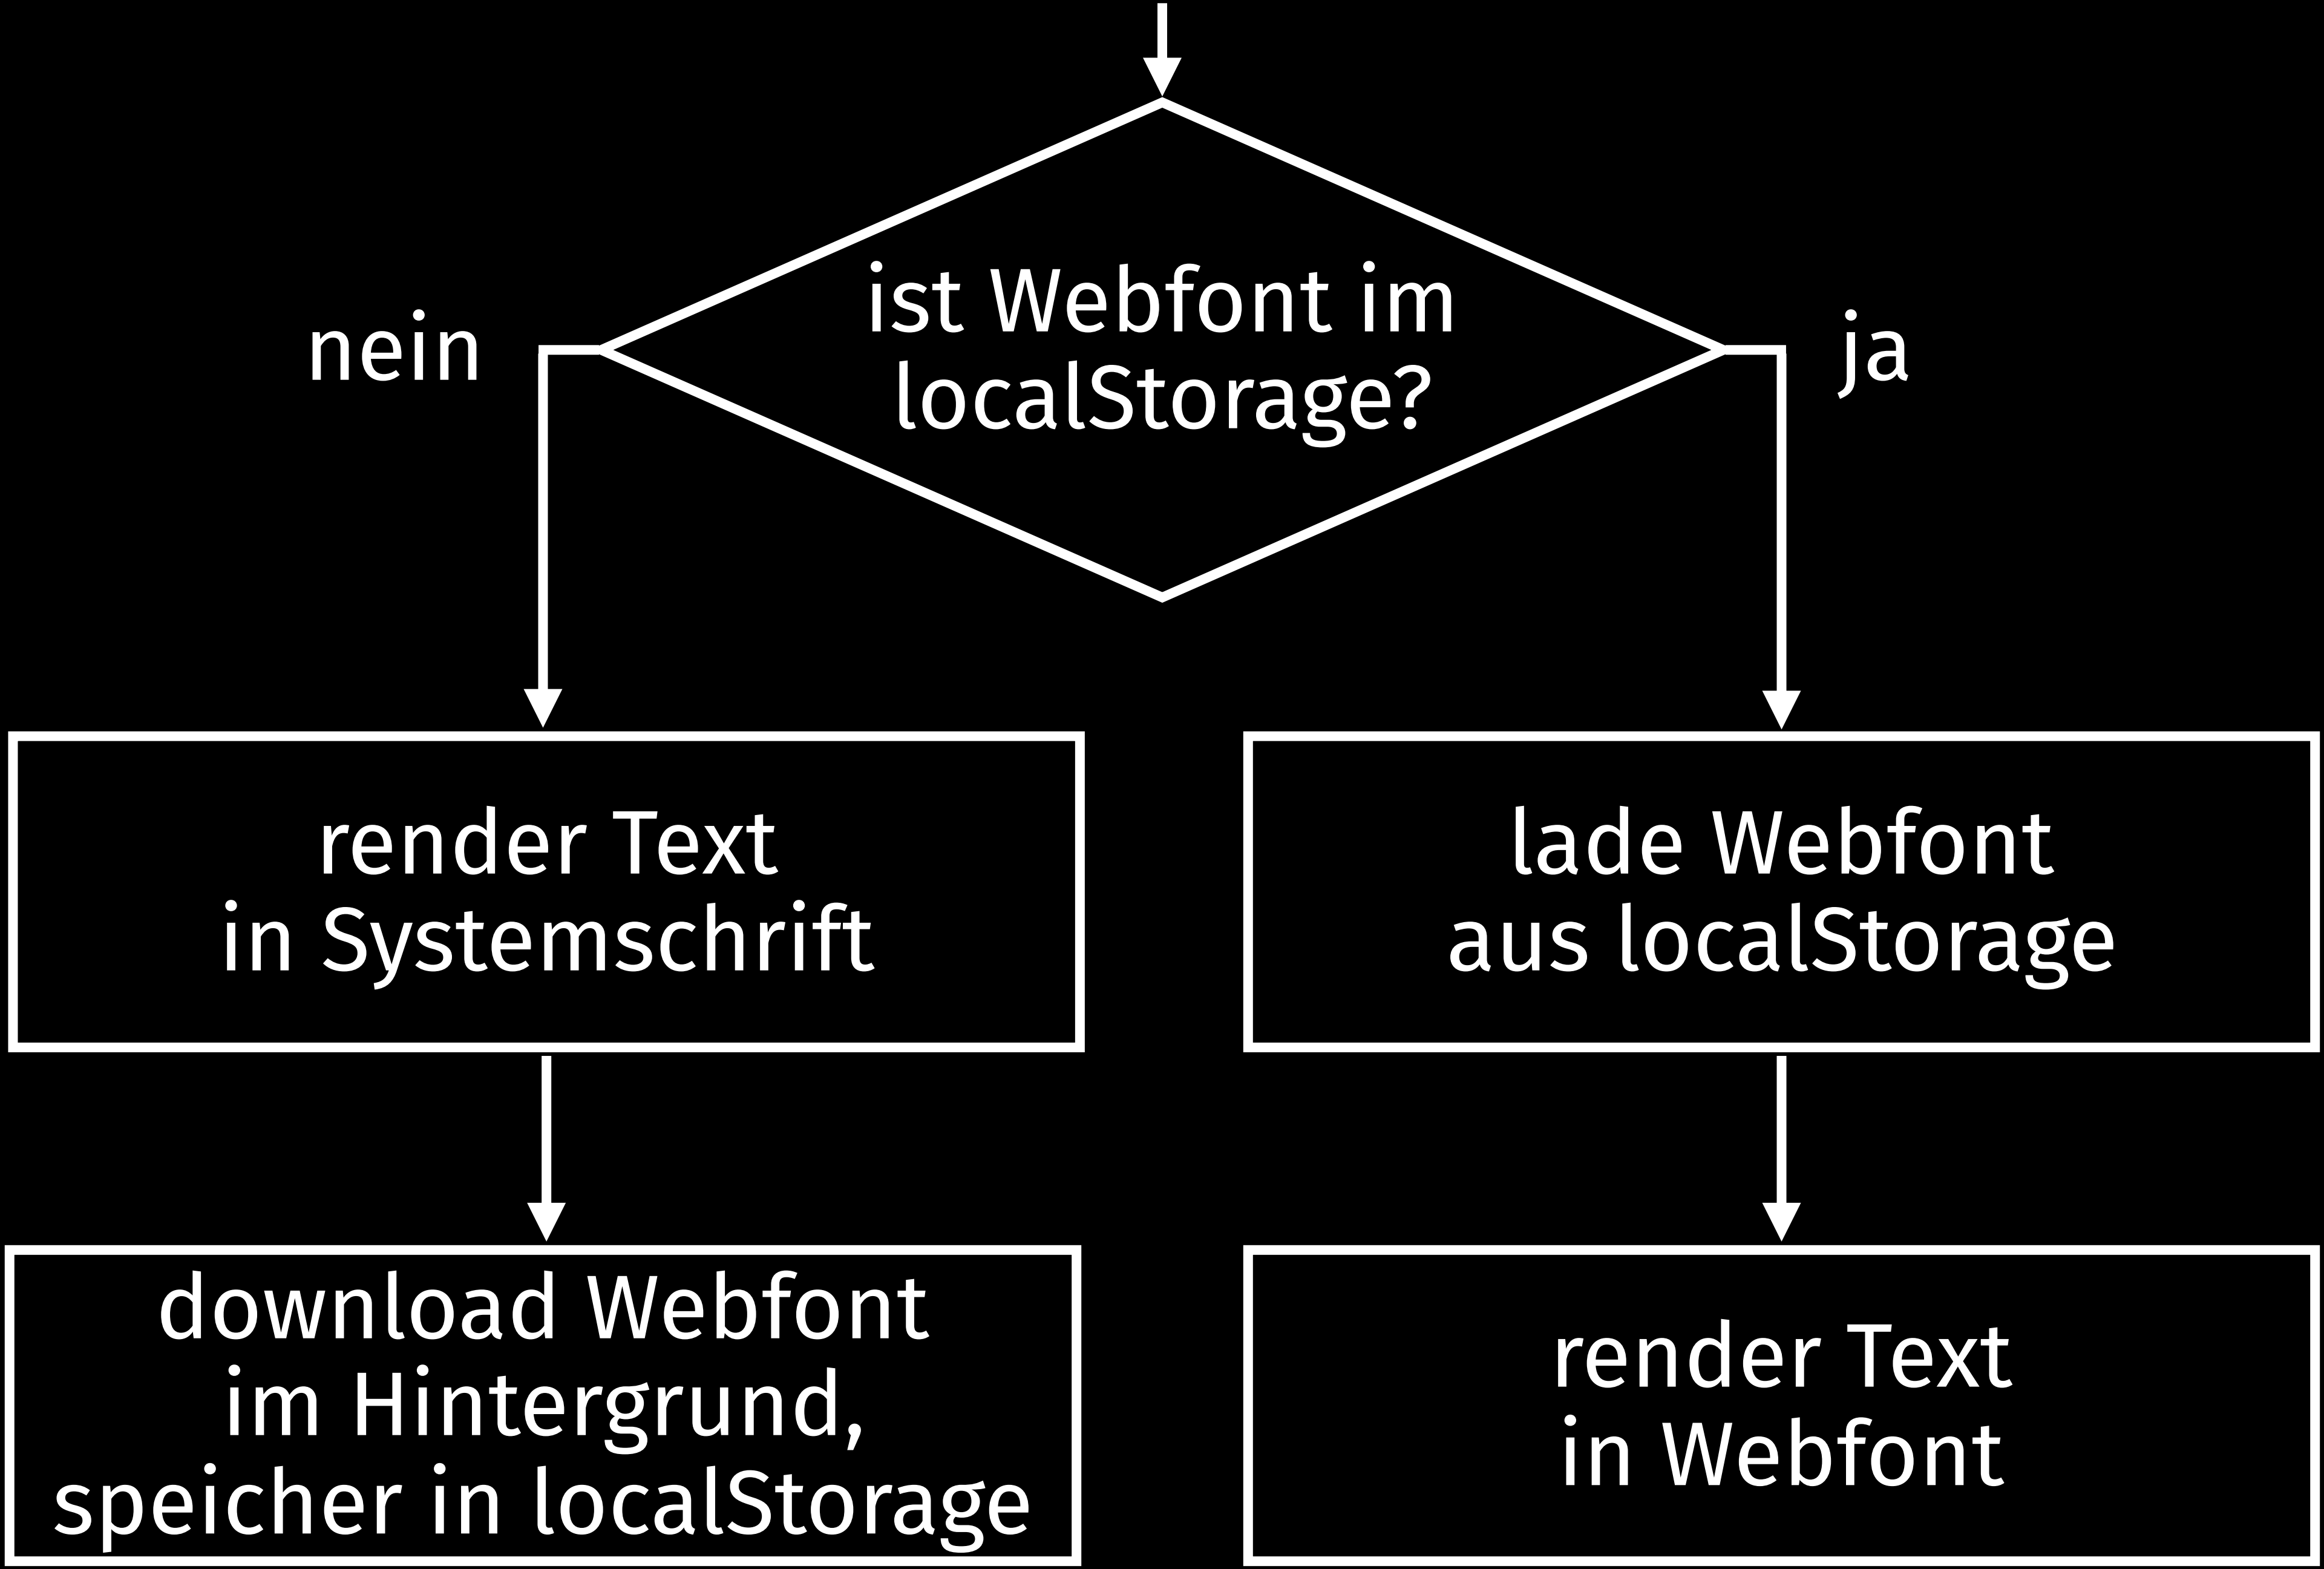 ist Webfont im
localStorage?
nein
ja
render Text
in Systemschrift
lade Webfont
aus localStorage
download Webfont
im Hintergrund,
speicher in localStorage
render Text
in Webfont